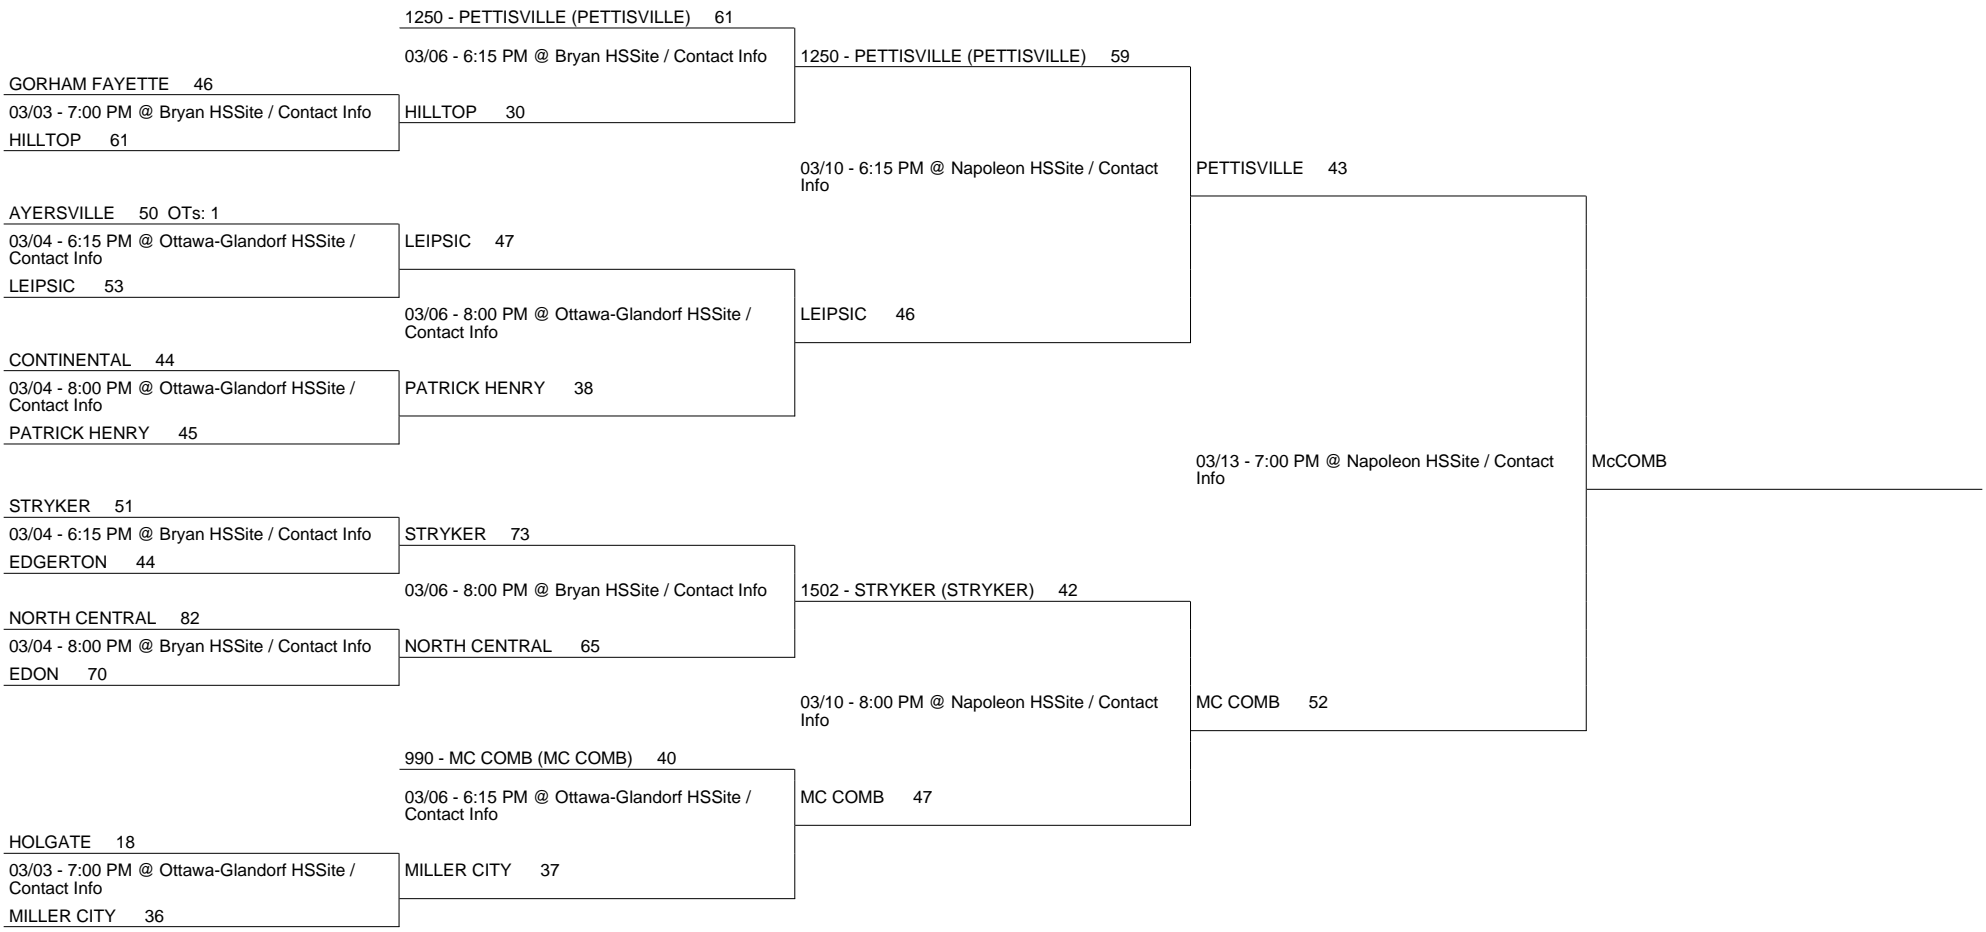 1250 - PETTISVILLE (PETTISVILLE) 61
03/06 - 6:15 PM @ Bryan HSSite / Contact Info
1250 - PETTISVILLE (PETTISVILLE) 59
GORHAM FAYETTE 46
03/03 - 7:00 PM @ Bryan HSSite / Contact Info
HILLTOP 30
HILLTOP 61
03/10 - 6:15 PM @ Napoleon HSSite / Contact
Info
PETTISVILLE 43
AYERSVILLE 50 OTs: 1
03/04 - 6:15 PM @ Ottawa-Glandorf HSSite /
Contact Info
LEIPSIC 47
LEIPSIC 53
03/06 - 8:00 PM @ Ottawa-Glandorf HSSite /
Contact Info
LEIPSIC 46
CONTINENTAL 44
03/04 - 8:00 PM @ Ottawa-Glandorf HSSite /
Contact Info
PATRICK HENRY 38
PATRICK HENRY 45
03/13 - 7:00 PM @ Napoleon HSSite / Contact
Info
McCOMB
STRYKER 51
03/04 - 6:15 PM @ Bryan HSSite / Contact Info
STRYKER 73
EDGERTON 44
03/06 - 8:00 PM @ Bryan HSSite / Contact Info
1502 - STRYKER (STRYKER) 42
NORTH CENTRAL 82
03/04 - 8:00 PM @ Bryan HSSite / Contact Info
NORTH CENTRAL 65
EDON 70
03/10 - 8:00 PM @ Napoleon HSSite / Contact
Info
MC COMB 52
990 - MC COMB (MC COMB) 40
03/06 - 6:15 PM @ Ottawa-Glandorf HSSite /
Contact Info
MC COMB 47
HOLGATE 18
03/03 - 7:00 PM @ Ottawa-Glandorf HSSite /
Contact Info
MILLER CITY 37
MILLER CITY 36